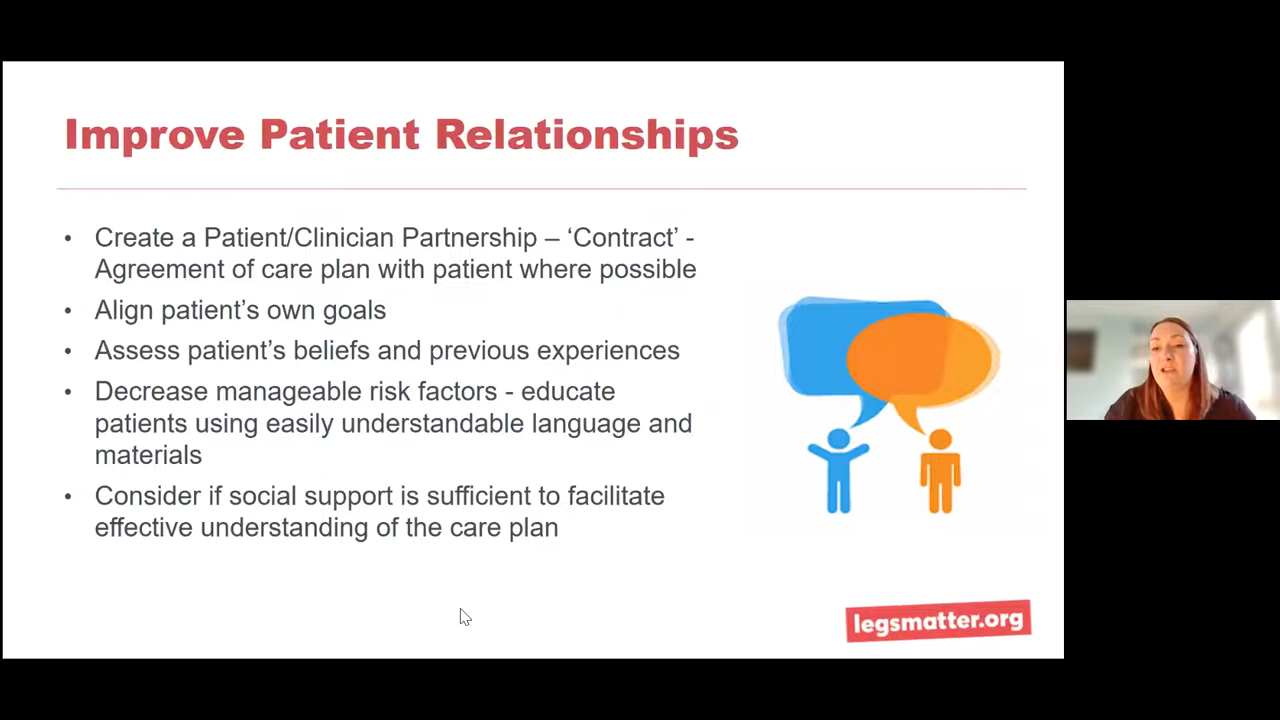 Improve Patient Relationships
• Create a Patient/Clinician Partnership – ‘Contract’ -
Agreement of care plan with patient where possible
• Align patient’s own goals
• Assess patient’s beliefs and previous experiences
• Decrease manageable risk factors - educate
patients using easily understandable language and
materials
• Consider if social support is sufficient to facilitate
effective understanding of the care plan
legsmatter.org